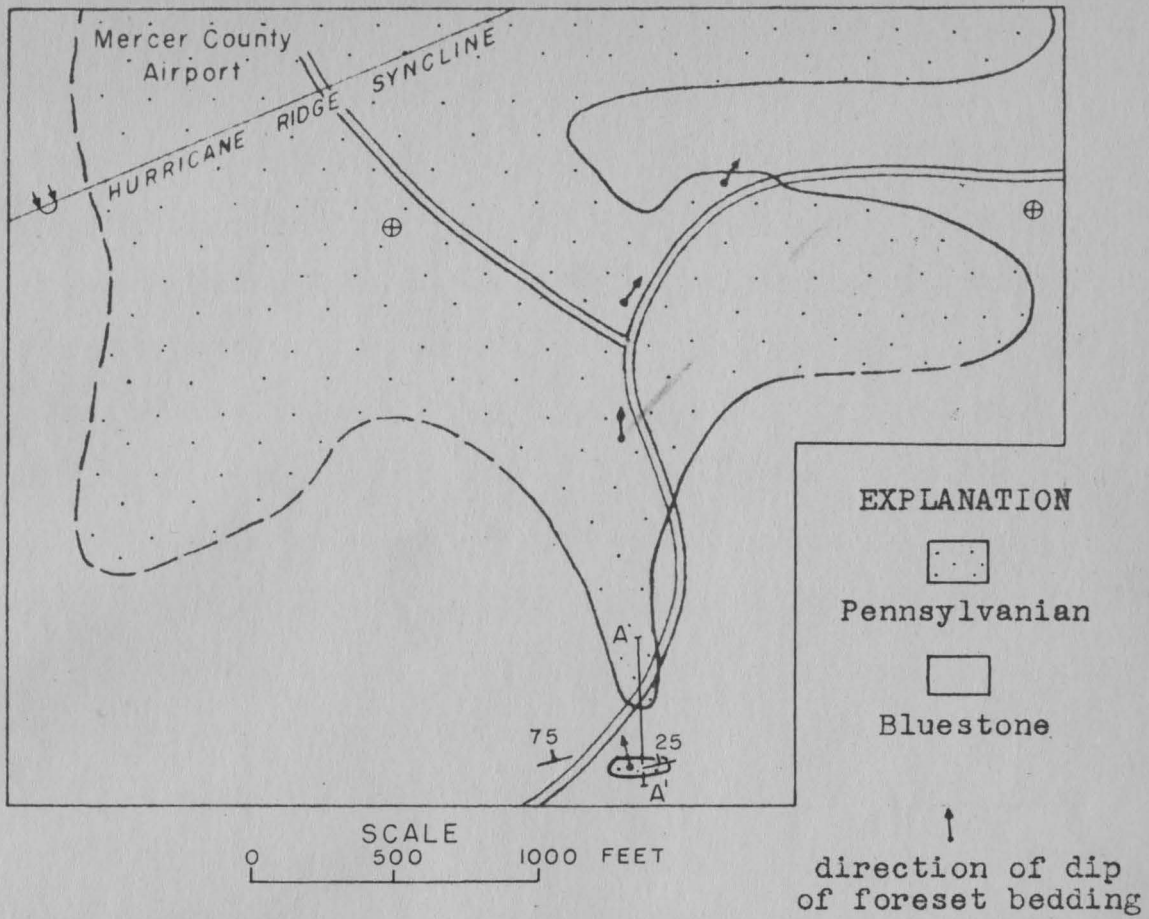 Mercer County
Airport
HURRICANE RIDGE SYNCLINE
A
75
25
A'
EXPLANATION
Pennsylvanian
Bluestone
SCALE
0 500 1000 FEET
direction of dip
of foreset bedding